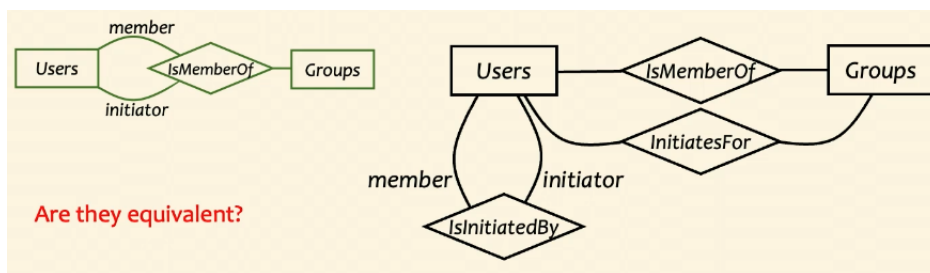 member
Users
IsMemberOf
Groups
initiator
Users
IsMemberOf
Groups
InitiatesFor
member
initiator
IsInitiatedBy
Are they equivalent?